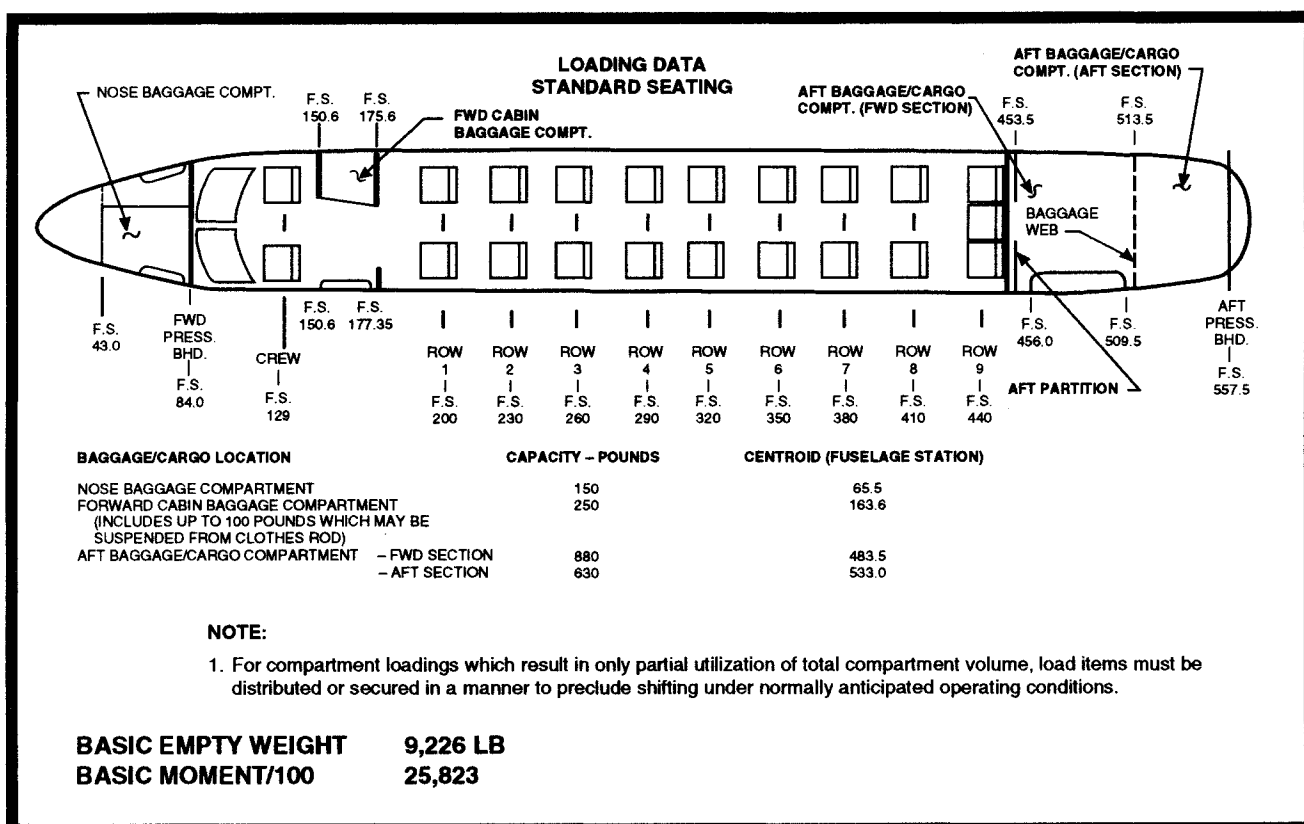 LOADING DATA
STANDARD SEATING
AFT BAGGAGE/CARGO
COMPT. (AFT SECTION)
NOSE BAGGAGE COMPT.
F.S.
150.6
F.S.
175.6
FWD CABIN
BAGGAGE COMPT.
AFT BAGGAGE/CARGO
COMPT. (FWD SECTION)
F.S.
453.5
F.S.
513.5
BAGGAGE
WEB
F.S.
43.0
FWD
PRESS.
BHD.
F.S.
84.0
CREW
F.S.
129
F.S.
150.6
F.S.
177.35
ROW
1
F.S.
200
ROW
2
F.S.
230
ROW
3
F.S.
260
ROW
4
F.S.
290
ROW
5
F.S.
320
ROW
6
F.S.
350
ROW
7
F.S.
380
ROW
8
F.S.
410
ROW
9
F.S.
440
F.S.
456.0
F.S.
509.5
AFT PARTITION
AFT
PRESS.
BHD.
F.S.
557.5
BAGGAGE/CARGO LOCATION CAPACITY – POUNDS CENTROID (FUSELAGE STATION)
NOSE BAGGAGE COMPARTMENT 150 65.5
FORWARD CABIN BAGGAGE COMPARTMENT 250 163.6
(INCLUDES UP TO 100 POUNDS WHICH MAY BE
SUSPENDED FROM CLOTHES ROD)
AFT BAGGAGE/CARGO COMPARTMENT – FWD SECTION 880 483.5
– AFT SECTION 630 533.0
NOTE:
1. For compartment loadings which result in only partial utilization of total compartment volume, load items must be
distributed or secured in a manner to preclude shifting under normally anticipated operating conditions.
BASIC EMPTY WEIGHT 9,226 LB
BASIC MOMENT/100 25,823